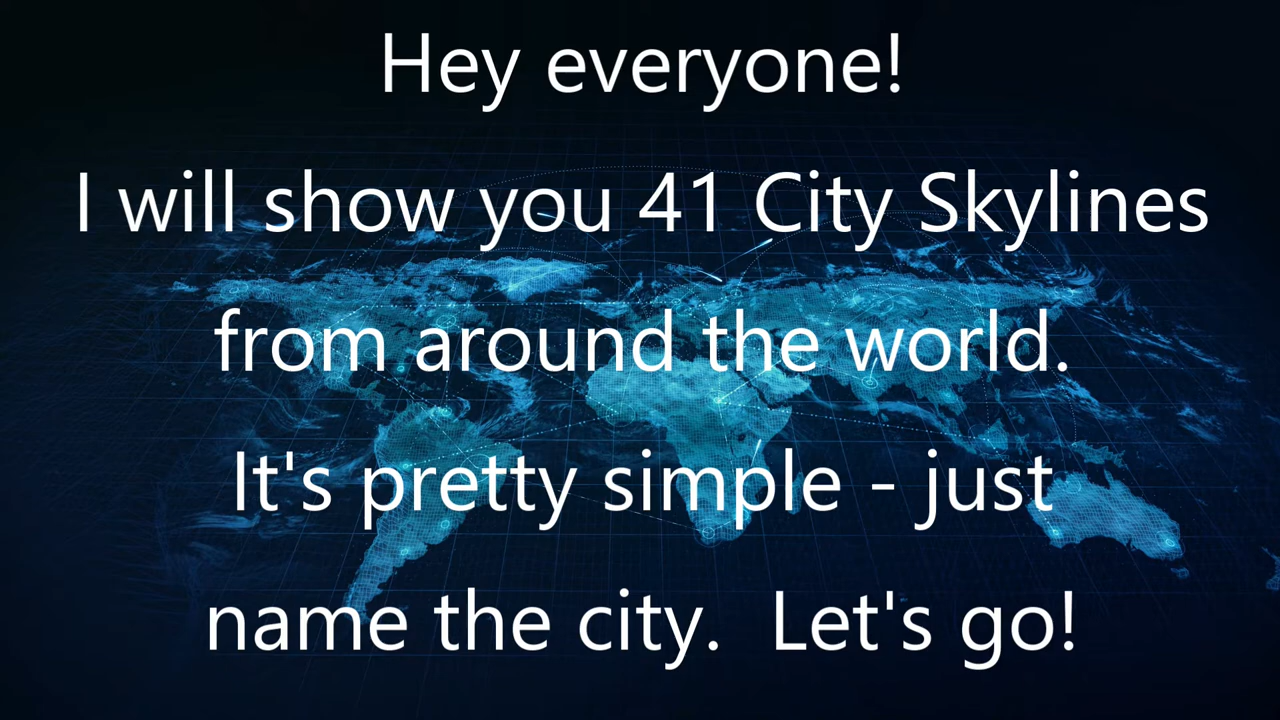 Hey everyone!
I will show you 41 City Skylines
from around the world.
It's pretty simple - just
name the city.  Let's go!